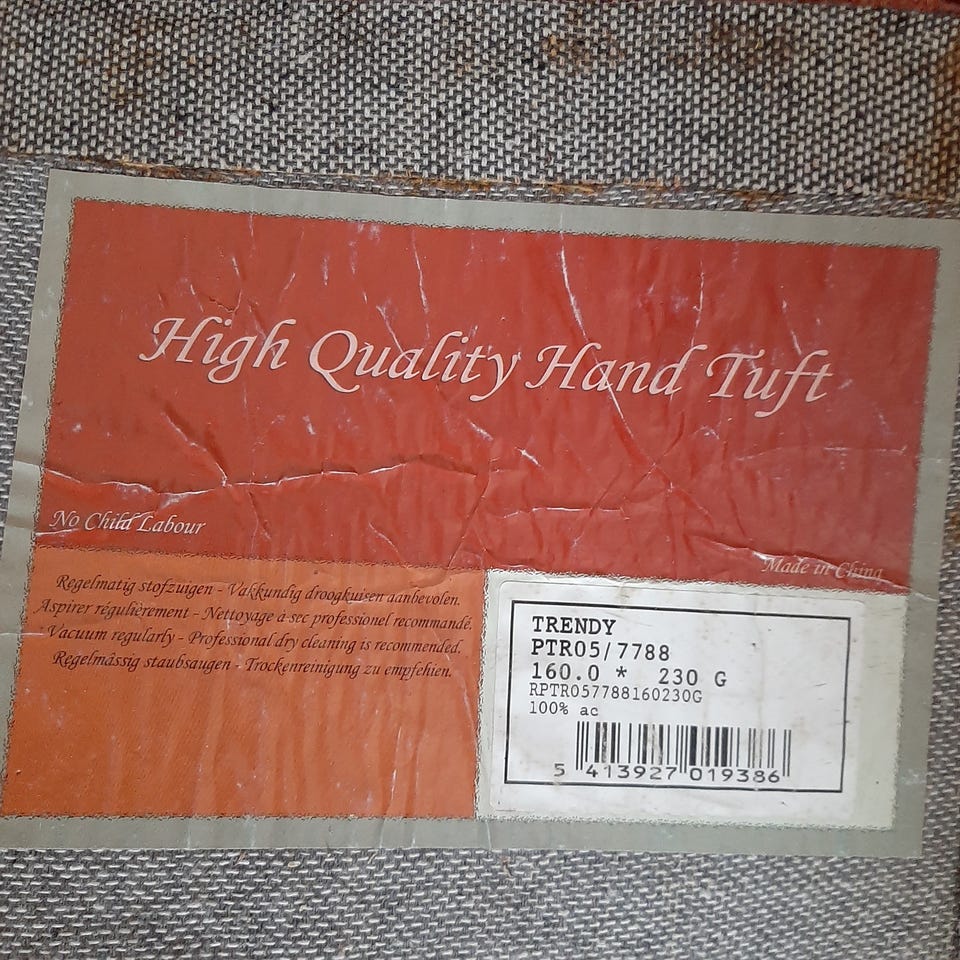 High Quality Hand Tuft
No Child Labour
Made in China
Regelmatig stofzuigen - Vakkundig droogkuisen aanbevolen.
Aspirer régulièrement - Nettoyage à sec professionel recommandé.
Vacuum regularly - Professional dry cleaning is recommended.
Regelmässig staubsaugen - Trockenreinigung zu empfehien.
TRENDY
PTR05/7788
160.0 * 230 G
RPTR057788160230G
100% ac
5 413927 019386